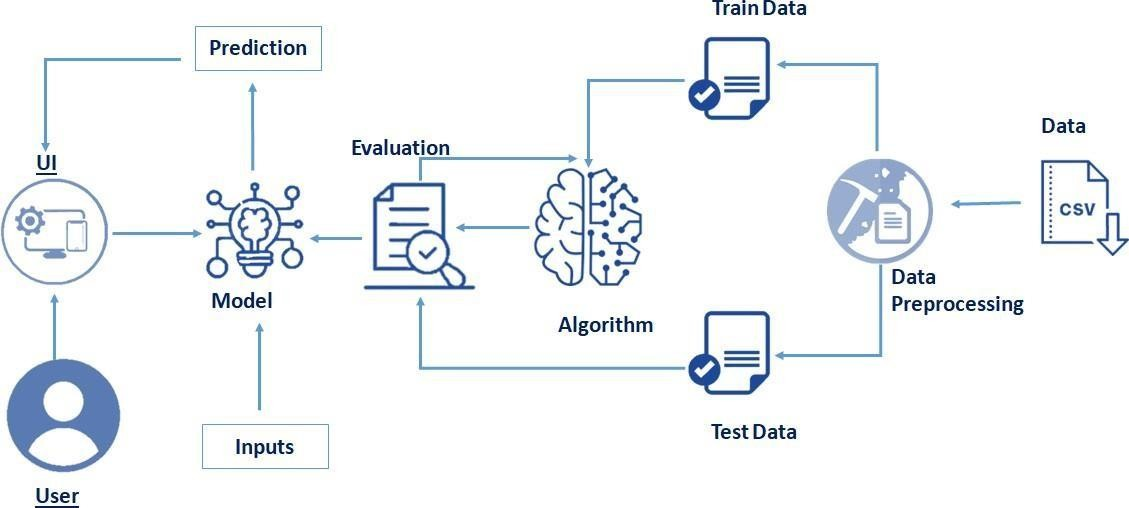 Train Data
Prediction
Data
Evaluation
UI
CSV
Data
Preprocessing
Model
Algorithm
Test Data
Inputs
User